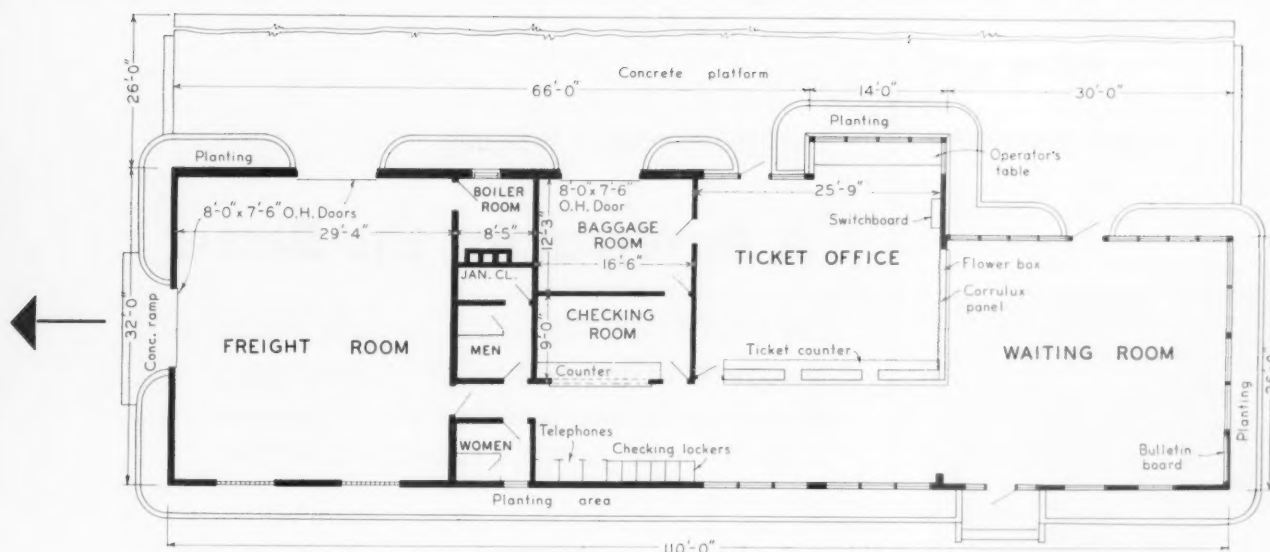 Concrete platform
26'-0"
66'-0"
14'-0"
30'-0"
Planting
Planting
Operator's
table
BOILER
ROOM
8'-0" x 7'-6"
O.H. Door
25'-9"
8'-0" x 7'-6" O.H. Doors
Switchboard
29'-4"
8'-5"
12'-3"
BAGGAGE
ROOM
16'-6"
TICKET OFFICE
Flower box
JAN. CL.
Corrulux
panel
32'-0"
Conc. ramp
9'-0"
CHECKING
ROOM
FREIGHT ROOM
MEN
Ticket counter
WAITING ROOM
Counter
Planting
WOMEN
Telephones
Checking lockers
Bulletin
board
Planting area
110'-0"